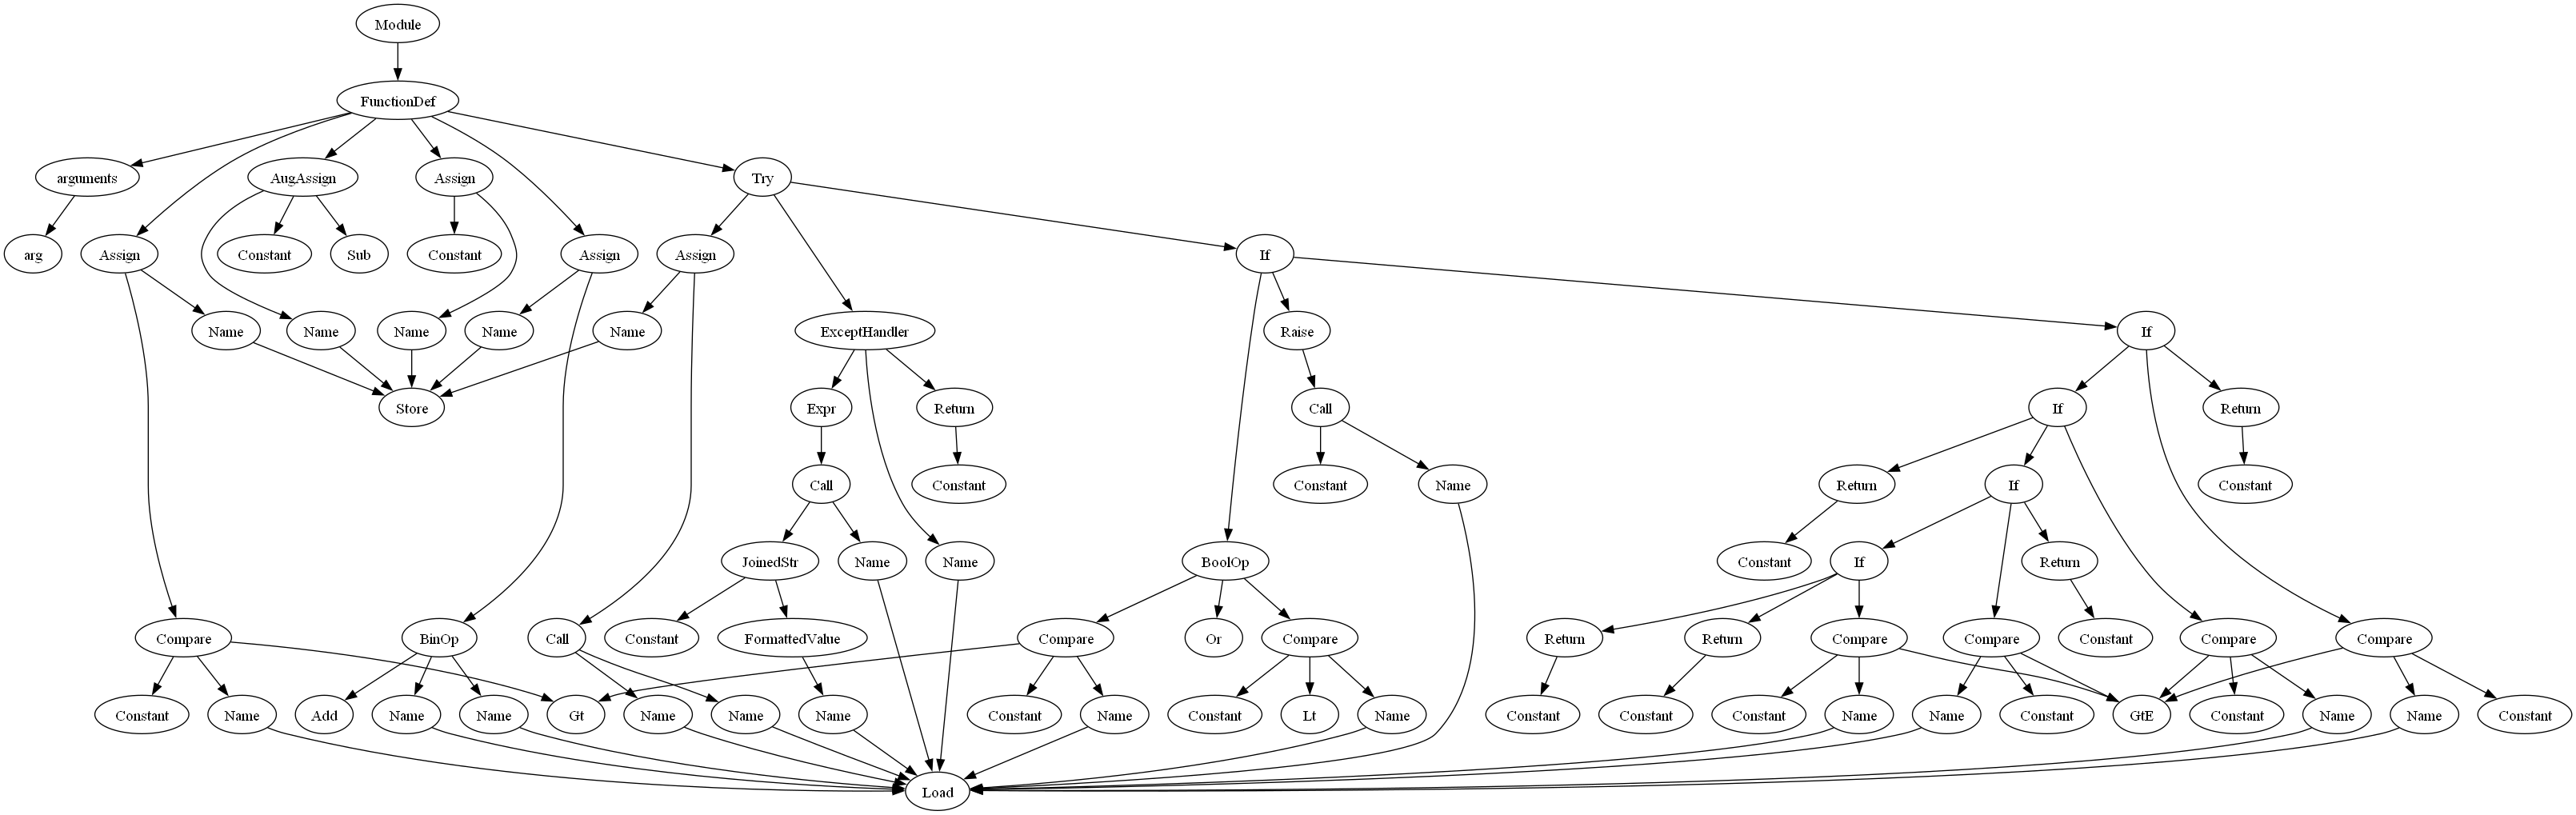 Module
FunctionDef
arguments
AugAssign
Assign
Try
arg
Assign
Constant
Sub
Constant
Assign
Assign
If
Name
Name
Name
Name
Name
ExceptHandler
Raise
If
Store
Expr
Return
Call
If
Return
Call
Constant
Constant
Name
Return
If
Constant
JoinedStr
Name
Name
BoolOp
Constant
If
Return
Compare
BinOp
Call
Constant
FormattedValue
Compare
Or
Compare
Return
Return
Compare
Compare
Constant
Compare
Compare
Constant
Name
Add
Name
Name
Gt
Name
Name
Name
Constant
Name
Constant
Lt
Name
Constant
Constant
Constant
Name
Name
Constant
GtE
Constant
Name
Name
Constant
Load